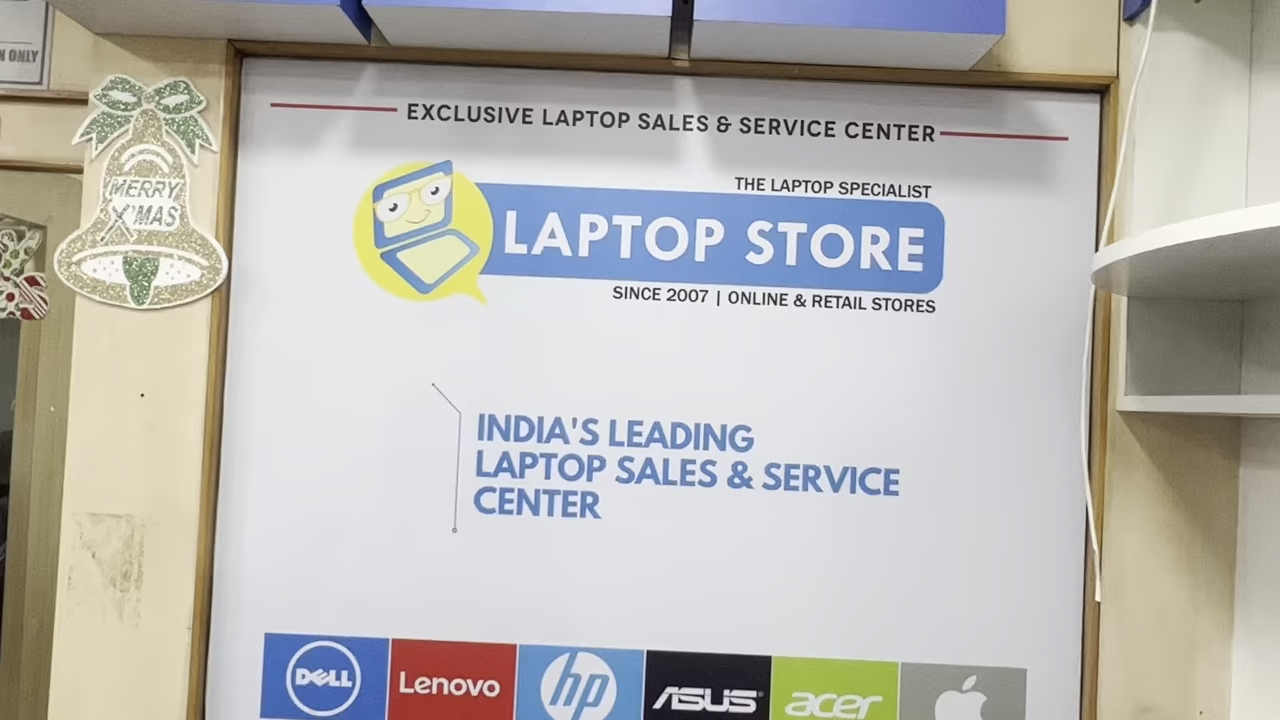 N ONLY
EXCLUSIVE LAPTOP SALES & SERVICE CENTER
MERRY
X'MAS
THE LAPTOP SPECIALIST
LAPTOP STORE
SINCE 2007 | ONLINE & RETAIL STORES
INDIA'S LEADING
LAPTOP SALES & SERVICE
CENTER
DELL Lenovo hp ASUS acer